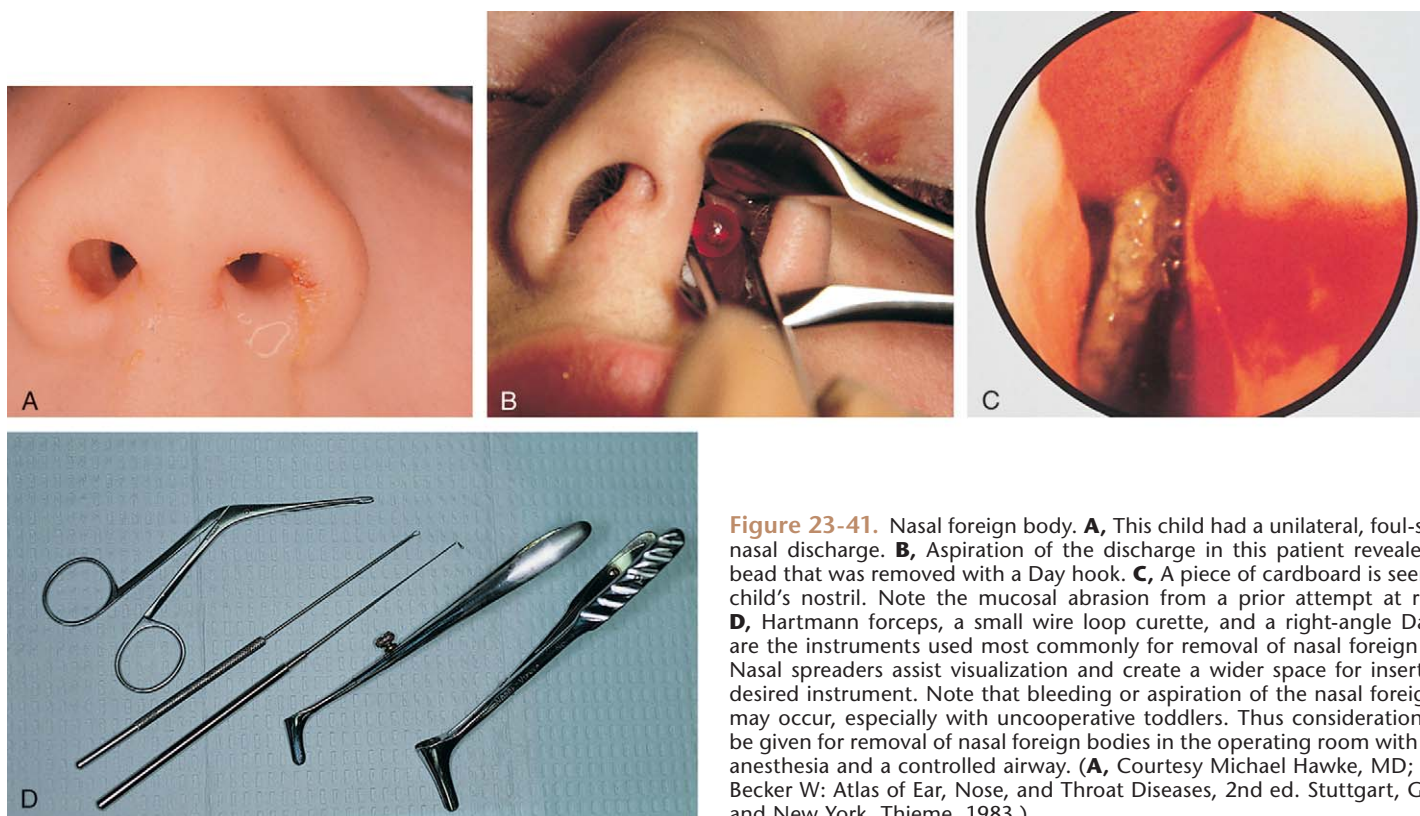 A
B
C
D
Figure 23-41. Nasal foreign body. A, This child had a unilateral, foul-s
nasal discharge. B, Aspiration of the discharge in this patient reveale
bead that was removed with a Day hook. C, A piece of cardboard is see
child's nostril. Note the mucosal abrasion from a prior attempt at r
D, Hartmann forceps, a small wire loop curette, and a right-angle Da
are the instruments used most commonly for removal of nasal foreign
Nasal spreaders assist visualization and create a wider space for insert
desired instrument. Note that bleeding or aspiration of the nasal foreig
may occur, especially with uncooperative toddlers. Thus consideration
be given for removal of nasal foreign bodies in the operating room with
anesthesia and a controlled airway. (A, Courtesy Michael Hawke, MD;
Becker W: Atlas of Ear, Nose, and Throat Diseases, 2nd ed. Stuttgart, G
and New York, Thieme, 1983.)